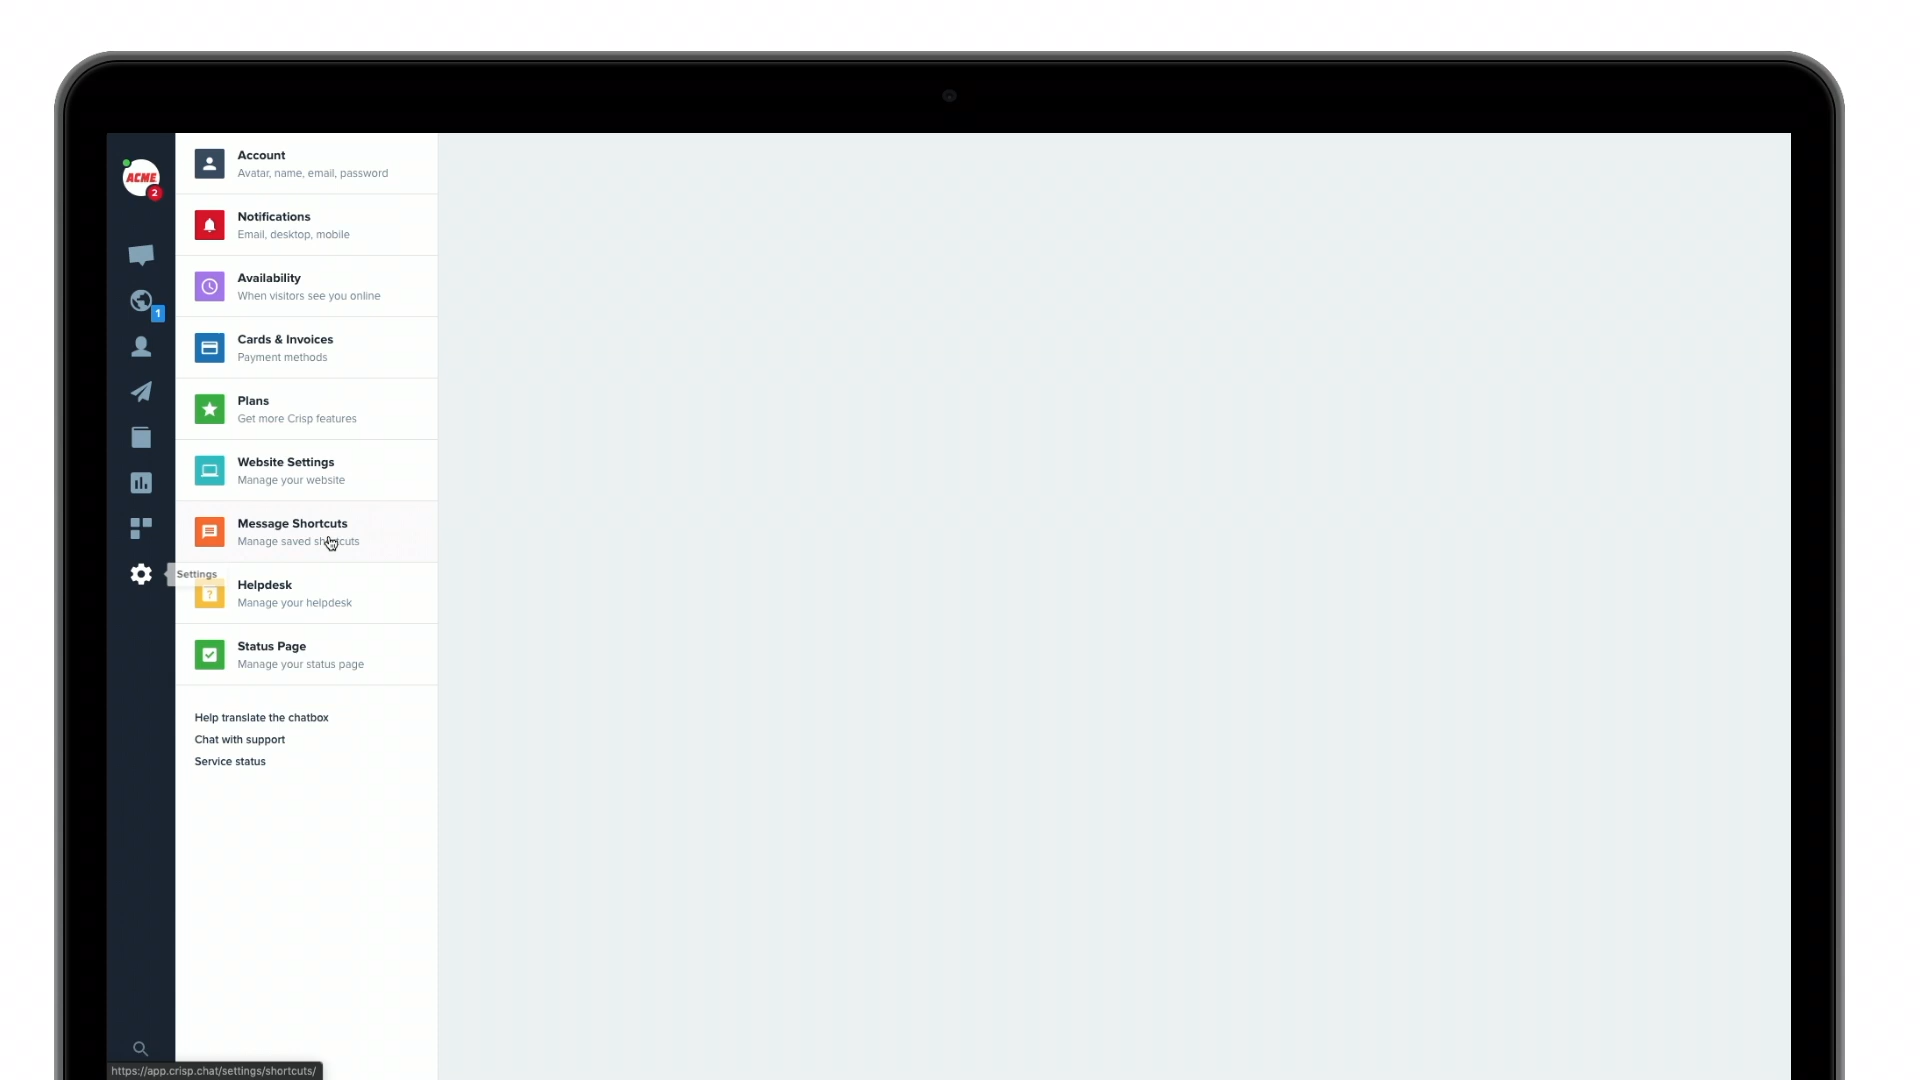 ACME
2
1
Account
Avatar, name, email, password
Notifications
Email, desktop, mobile
Availability
When visitors see you online
Cards & Invoices
Payment methods
Plans
Get more Crisp features
Website Settings
Manage your website
Message Shortcuts
Manage saved shortcuts
Settings
Helpdesk
Manage your helpdesk
Status Page
Manage your status page
Help translate the chatbox
Chat with support
Service status
https://app.crisp.chat/settings/shortcuts/